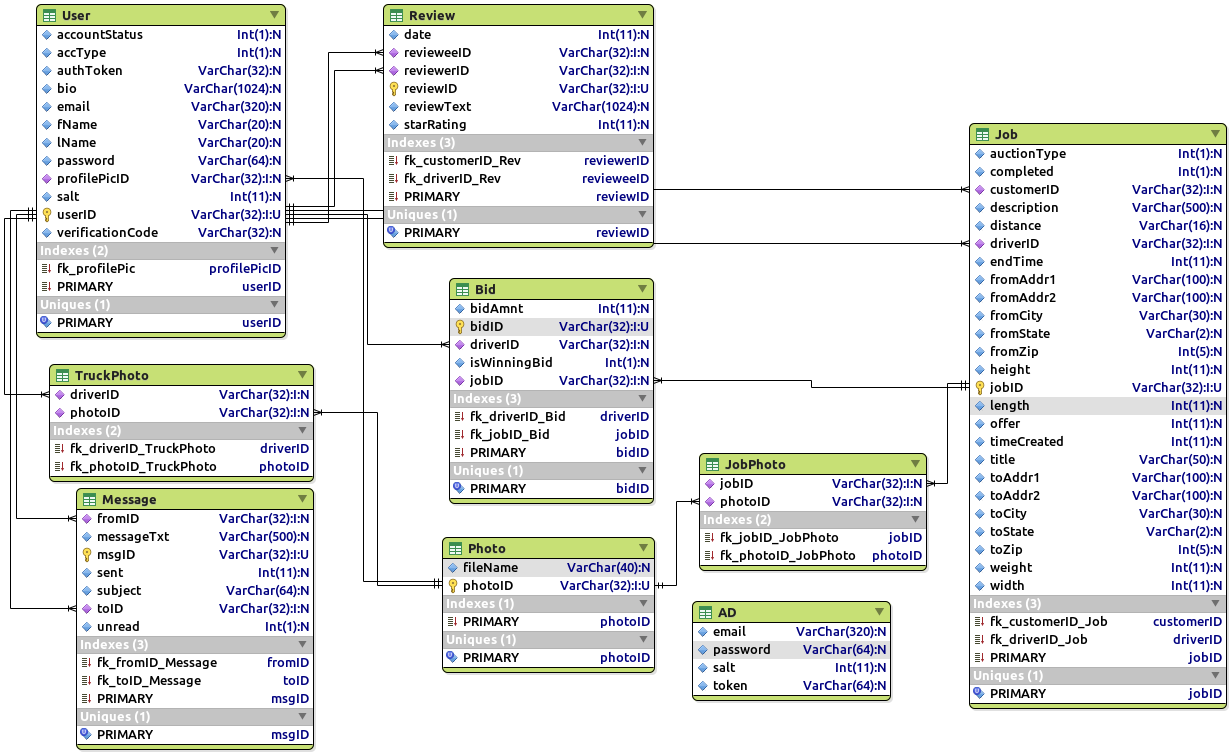 User
accountStatus Int(1):N
accType Int(1):N
authToken VarChar(32):N
bio VarChar(1024):N
email VarChar(320):N
fName VarChar(20):N
lName VarChar(20):N
password VarChar(64):N
profilePicID VarChar(32):I:N
salt Int(11):N
userID VarChar(32):I:U
verificationCode VarChar(32):N
Indexes (2)
fk_profilePic profilePicID
PRIMARY userID
Uniques (1)
PRIMARY userID
Review
date Int(11):N
revieweeID VarChar(32):I:N
reviewerID VarChar(32):I:N
reviewID VarChar(32):I:U
reviewText VarChar(1024):N
starRating Int(11):N
Indexes (3)
fk_customerID_Rev reviewerID
fk_driverID_Rev revieweeID
PRIMARY reviewID
Uniques (1)
PRIMARY reviewID
Job
auctionType Int(1):N
completed Int(1):N
customerID VarChar(32):I:N
description VarChar(500):N
distance VarChar(16):N
driverID VarChar(32):I:N
endTime Int(11):N
fromAddr1 VarChar(100):N
fromAddr2 VarChar(100):N
fromCity VarChar(30):N
fromState VarChar(2):N
fromZip Int(5):N
height Int(11):N
jobID VarChar(32):I:U
length Int(11):N
offer Int(11):N
timeCreated Int(11):N
title VarChar(50):N
toAddr1 VarChar(100):N
toAddr2 VarChar(100):N
toCity VarChar(30):N
toState VarChar(2):N
toZip Int(5):N
weight Int(11):N
width Int(11):N
Indexes (3)
fk_customerID_Job customerID
fk_driverID_Job driverID
PRIMARY jobID
Uniques (1)
PRIMARY jobID
Bid
bidAmnt Int(11):N
bidID VarChar(32):I:U
driverID VarChar(32):I:N
isWinningBid Int(1):N
jobID VarChar(32):I:N
Indexes (3)
fk_driverID_Bid driverID
fk_jobID_Bid jobID
PRIMARY bidID
Uniques (1)
PRIMARY bidID
TruckPhoto
driverID VarChar(32):I:N
photoID VarChar(32):I:N
Indexes (2)
fk_driverID_TruckPhoto driverID
fk_photoID_TruckPhoto photoID
Message
fromID VarChar(32):I:N
messageTxt VarChar(500):N
msgID VarChar(32):I:U
sent Int(11):N
subject VarChar(64):N
toID VarChar(32):I:N
unread Int(1):N
Indexes (3)
fk_fromID_Message fromID
fk_toID_Message toID
PRIMARY msgID
Uniques (1)
PRIMARY msgID
JobPhoto
jobID VarChar(32):I:N
photoID VarChar(32):I:N
Indexes (2)
fk_jobID_JobPhoto jobID
fk_photoID_JobPhoto photoID
Photo
fileName VarChar(40):N
photoID VarChar(32):I:U
Indexes (1)
PRIMARY photoID
Uniques (1)
PRIMARY photoID
AD
email VarChar(320):N
password VarChar(64):N
salt Int(11):N
token VarChar(64):N